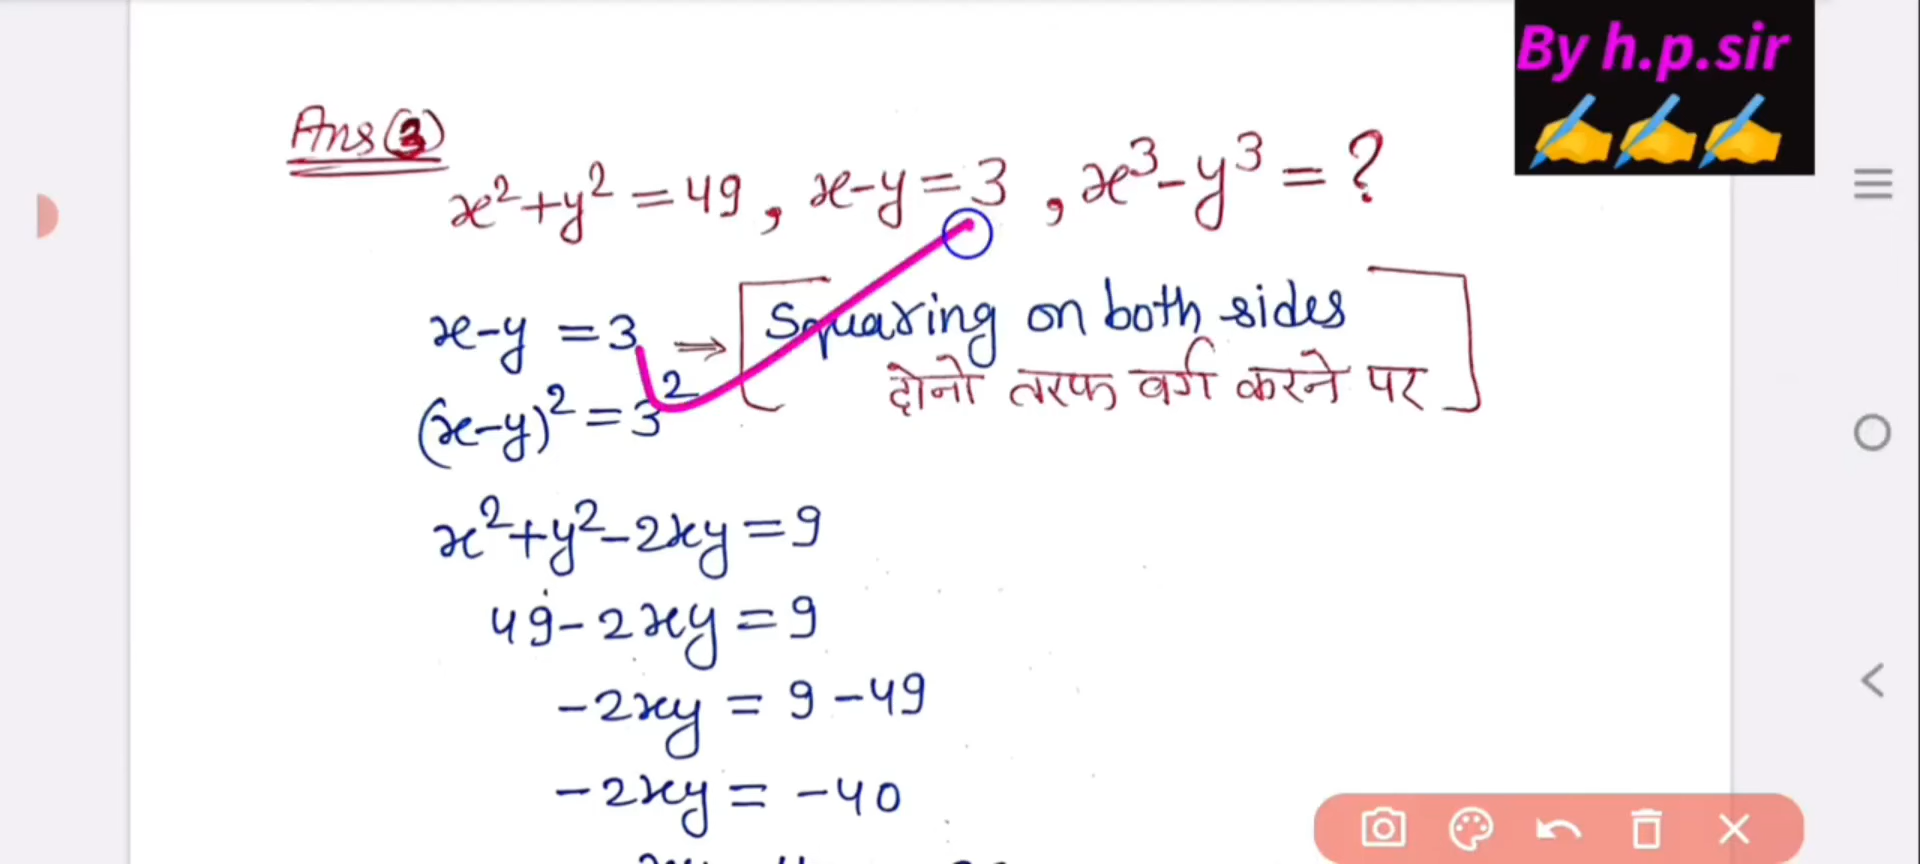 By h.p.sir
✍✍✍
Ans(3)
x²+y²=49, x-y=3, x³-y³=?
x-y=3 ⇒ [Squaring on both sides
दोनो तरफ वर्ग करने पर]
(x-y)²=3²
x²+y²-2xy=9
49-2xy=9
-2xy=9-49
-2xy=-40